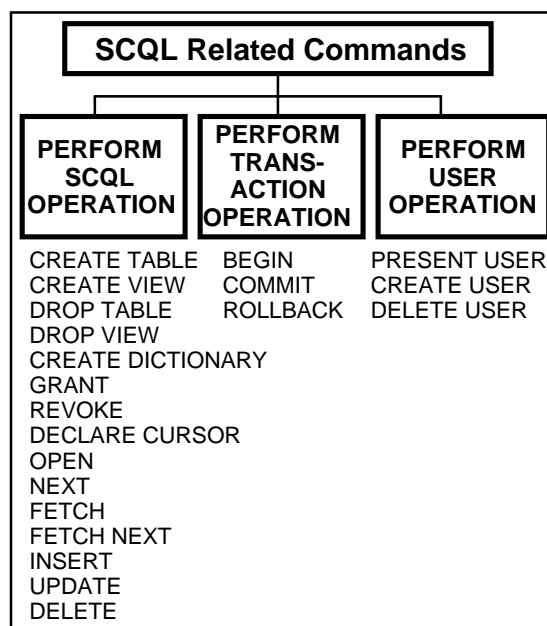 SCQL Related Commands
PERFORM
SCQL
OPERATION
PERFORM
TRANS-
ACTION
OPERATION
PERFORM
USER
OPERATION
CREATE TABLE
CREATE VIEW
DROP TABLE
DROP VIEW
CREATE DICTIONARY
GRANT
REVOKE
DECLARE CURSOR
OPEN
NEXT
FETCH
FETCH NEXT
INSERT
UPDATE
DELETE
BEGIN
COMMIT
ROLLBACK
PRESENT USER
CREATE USER
DELETE USER